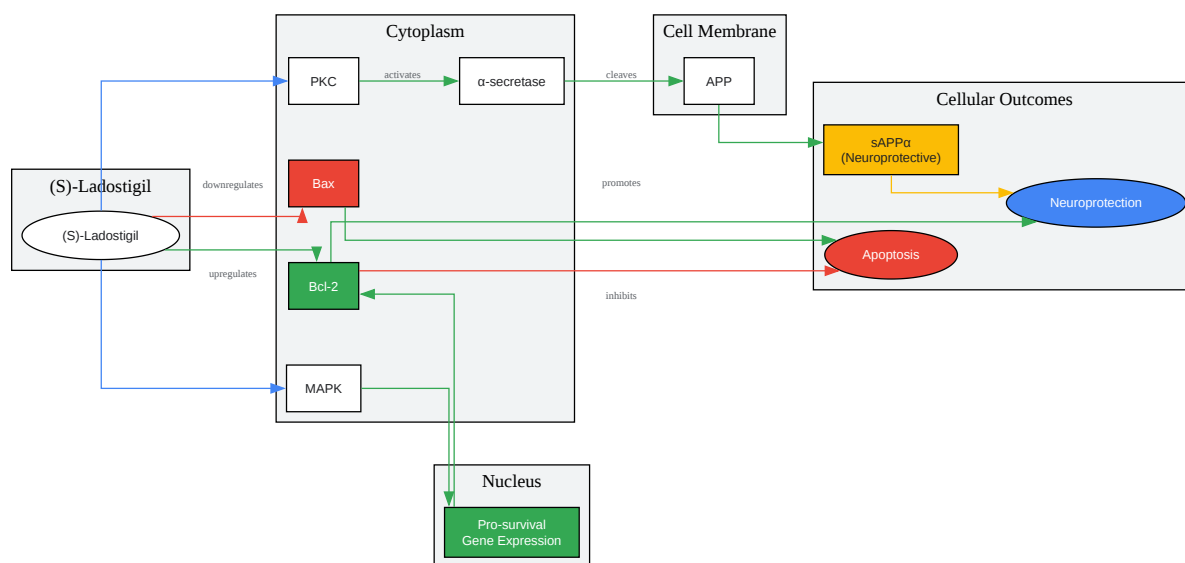 Cytoplasm
Cell Membrane
PKC
activates
α-secretase
cleaves
APP
Cellular Outcomes
sAPPα
(Neuroprotective)
(S)-Ladostigil
downregulates
Bax
promotes
Neuroprotection
(S)-Ladostigil
Apoptosis
upregulates
Bcl-2
inhibits
MAPK
Nucleus
Pro-survival
Gene Expression